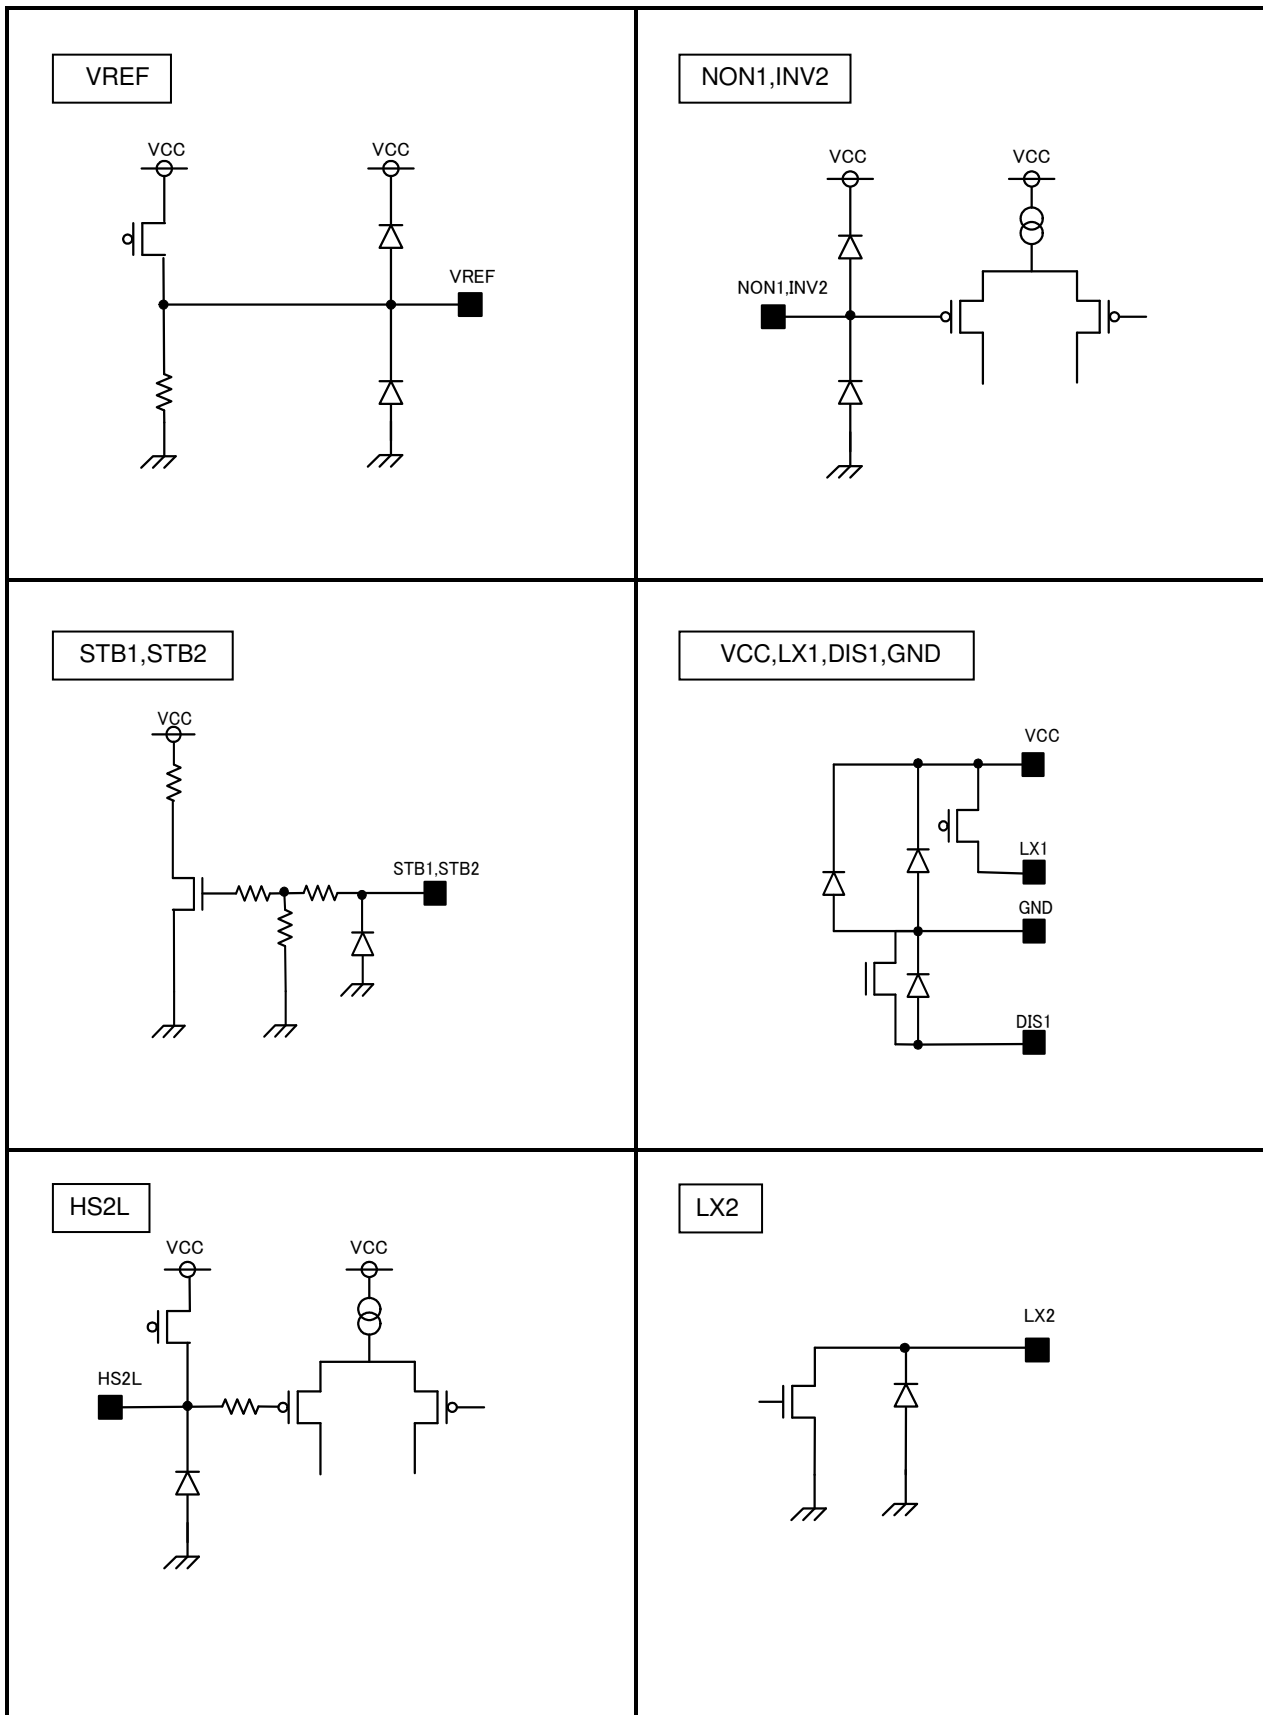 VREF
VCC
VCC
VREF
NON1,INV2
VCC
VCC
NON1,INV2
STB1,STB2
VCC
STB1,STB2
VCC,LX1,DIS1,GND
VCC
LX1
GND
DIS1
HS2L
VCC
VCC
HS2L
LX2
LX2